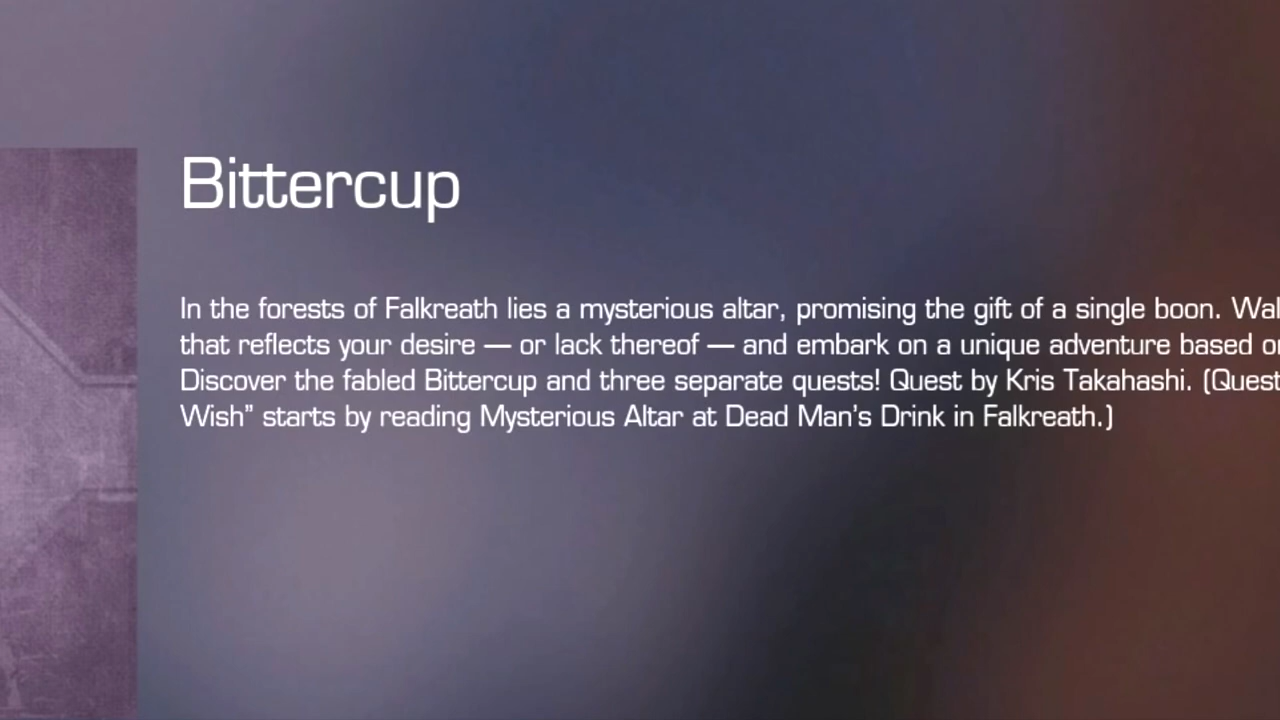 Bittercup
In the forests of Falkreath lies a mysterious altar, promising the gift of a single boon.
that reflects your desire — or lack thereof — and embark on a unique adventure based
Discover the fabled Bittercup and three separate quests! Quest by Kris Takahashi. (Quest
Wish” starts by reading Mysterious Altar at Dead Man’s Drink in Falkreath.)